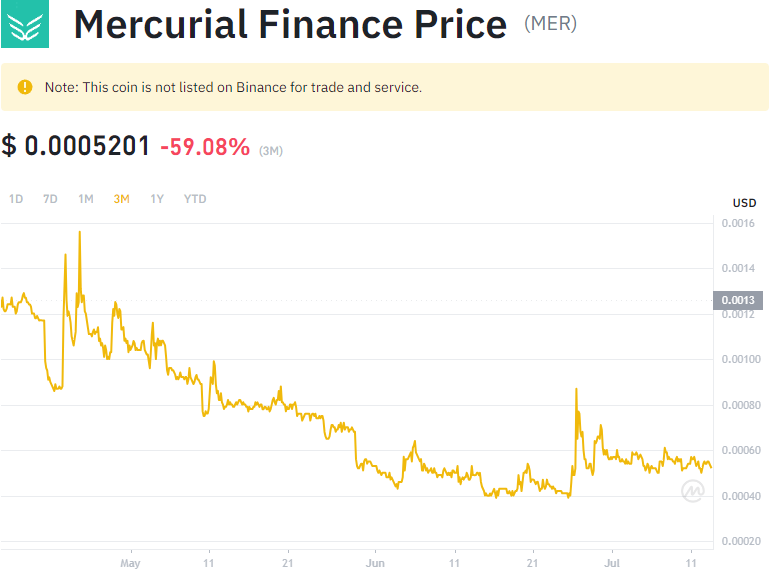 Mercurial Finance Price (MER)
Note: This coin is not listed on Binance for trade and service.
$ 0.0005201 -59.08% (3M)
1D 7D 1M 3M 1Y YTD
USD
0.0016
0.0014
0.0013
0.0012
0.00100
0.00080
0.00060
0.00040
0.00020
May 11 21 Jun 11 21 Jul 11